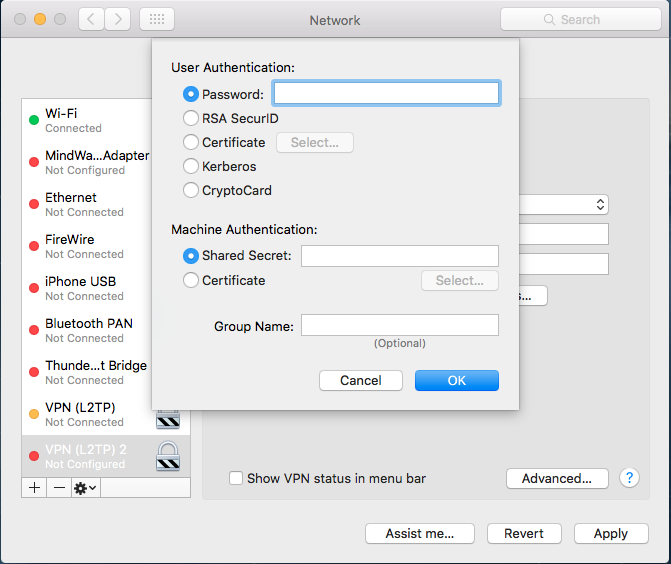 Network
Search
User Authentication:
Password:
RSA SecurID
Certificate
Select...
Kerberos
CryptoCard
Machine Authentication:
Shared Secret:
Certificate
Select...
Group Name:
(Optional)
Cancel
OK
Wi-Fi
Connected
MindWa...Adapter
Not Configured
Ethernet
Not Connected
FireWire
Not Connected
iPhone USB
Not Connected
Bluetooth PAN
Not Connected
Thunde...t Bridge
Not Connected
VPN (L2TP)
Not Connected
VPN (L2TP) 2
Not Configured
Show VPN status in menu bar
Advanced...
?
Assist me...
Revert
Apply